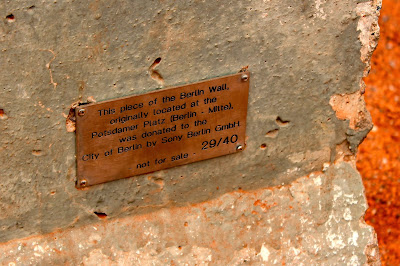 This piece of the Berlin Wall,
originally located at the
Potsdamer Platz (Berlin - Mitte),
was donated to the
City of Berlin by Sony Berlin GmbH
not for sale - 29/40